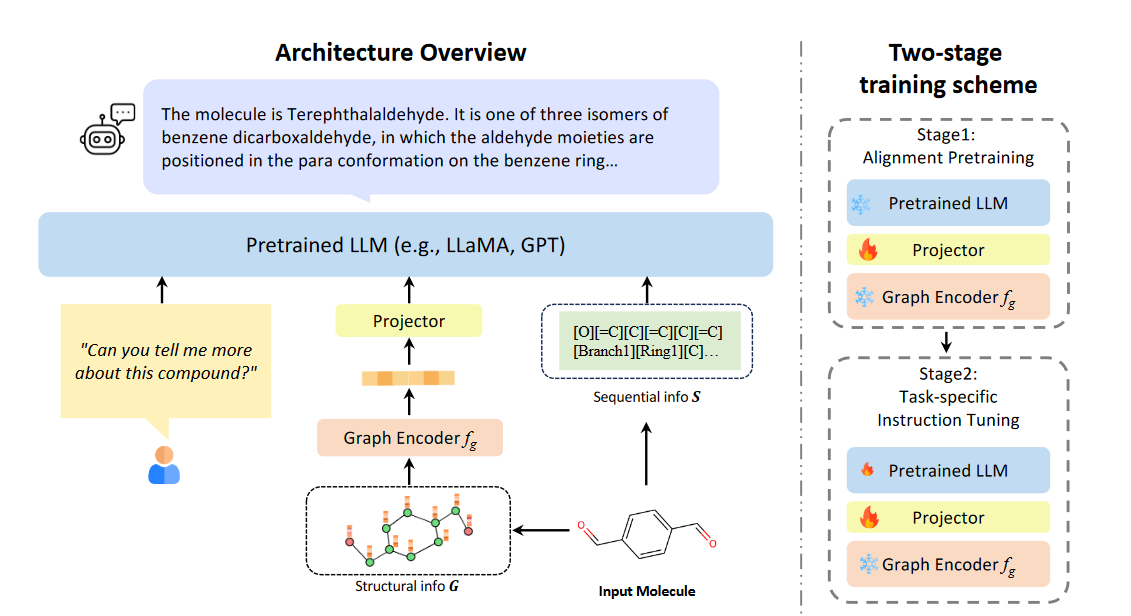 Architecture Overview
The molecule is Terephthalaldehyde. It is one of three isomers of
benzene dicarboxaldehyde, in which the aldehyde moieties are
positioned in the para conformation on the benzene ring…
Pretrained LLM (e.g., LLaMA, GPT)
"Can you tell me more
about this compound?"
Projector
Graph Encoder f_g
Structural info G
[O][=C][C][=C][C][=C]
[Branch1][Ring1][C]…
Sequential info S
O
O
Input Molecule
Two-stage
training scheme
Stage1:
Alignment Pretraining
Pretrained LLM
Projector
Graph Encoder f_g
Stage2:
Task-specific
Instruction Tuning
Pretrained LLM
Projector
Graph Encoder f_g